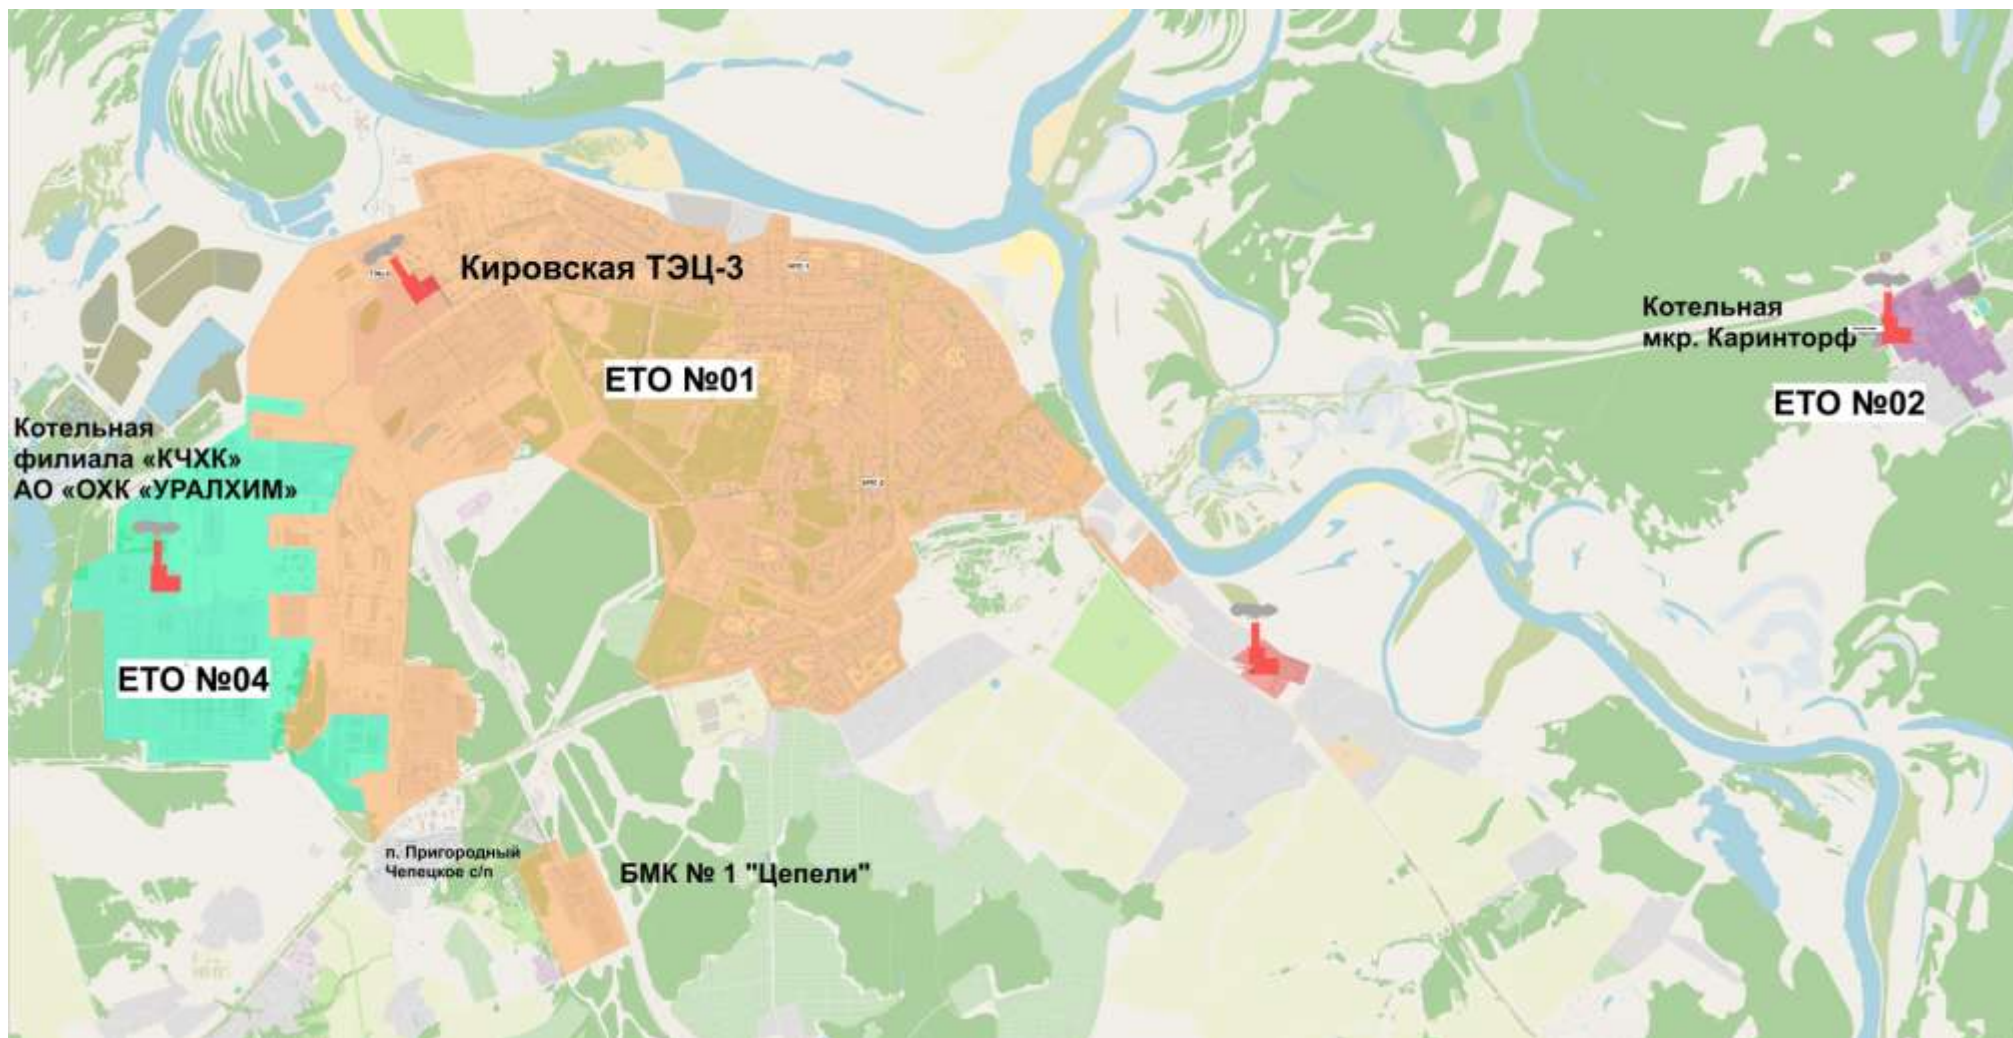 Кировская ТЭЦ-3
Котельная
мкр. Каринторф
ЕТО №01
ЕТО №02
Котельная
филиала «КЧХК»
АО «ОХК «УРАЛХИМ»
ЕТО №04
п. Пригородный
Чепецкое с/п
БМК № 1 "Цепели"